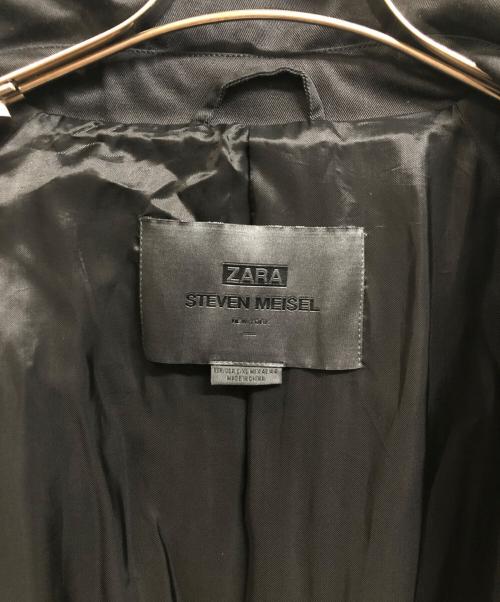 ZARA
STEVEN MEISEL
NEW YORK
MADE IN CHINA